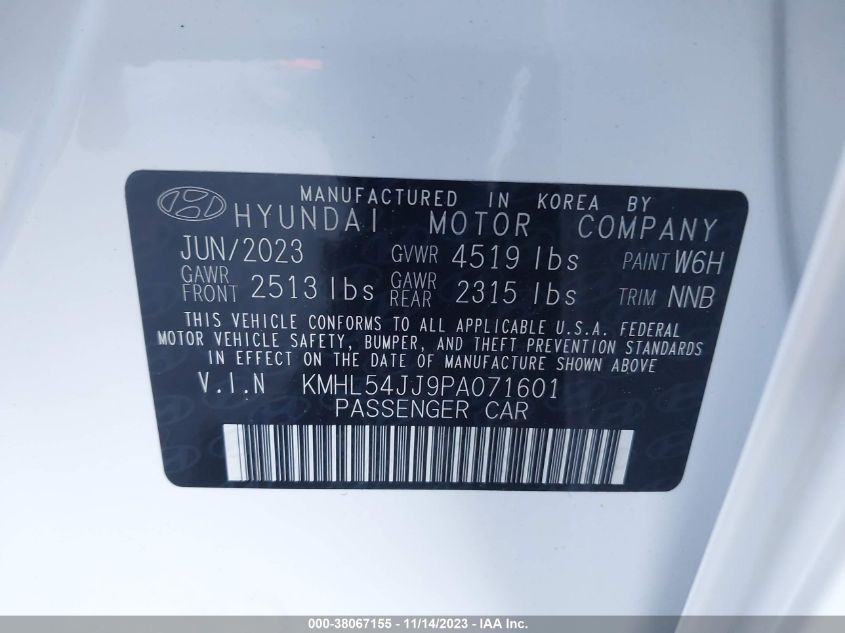 MANUFACTURED IN KOREA BY
HYUNDAI MOTOR COMPANY
JUN/2023 GVWR 4519 lbs PAINT W6H
GAWR FRONT 2513 lbs GAWR REAR 2315 lbs TRIM NNB
THIS VEHICLE CONFORMS TO ALL APPLICABLE U.S.A. FEDERAL
MOTOR VEHICLE SAFETY, BUMPER, AND THEFT PREVENTION STANDARDS
IN EFFECT ON THE DATE OF MANUFACTURE SHOWN ABOVE
V.I.N KMHL54JJ9PA071601
PASSENGER CAR
000-38067155 - 11/14/2023 - IAA Inc.